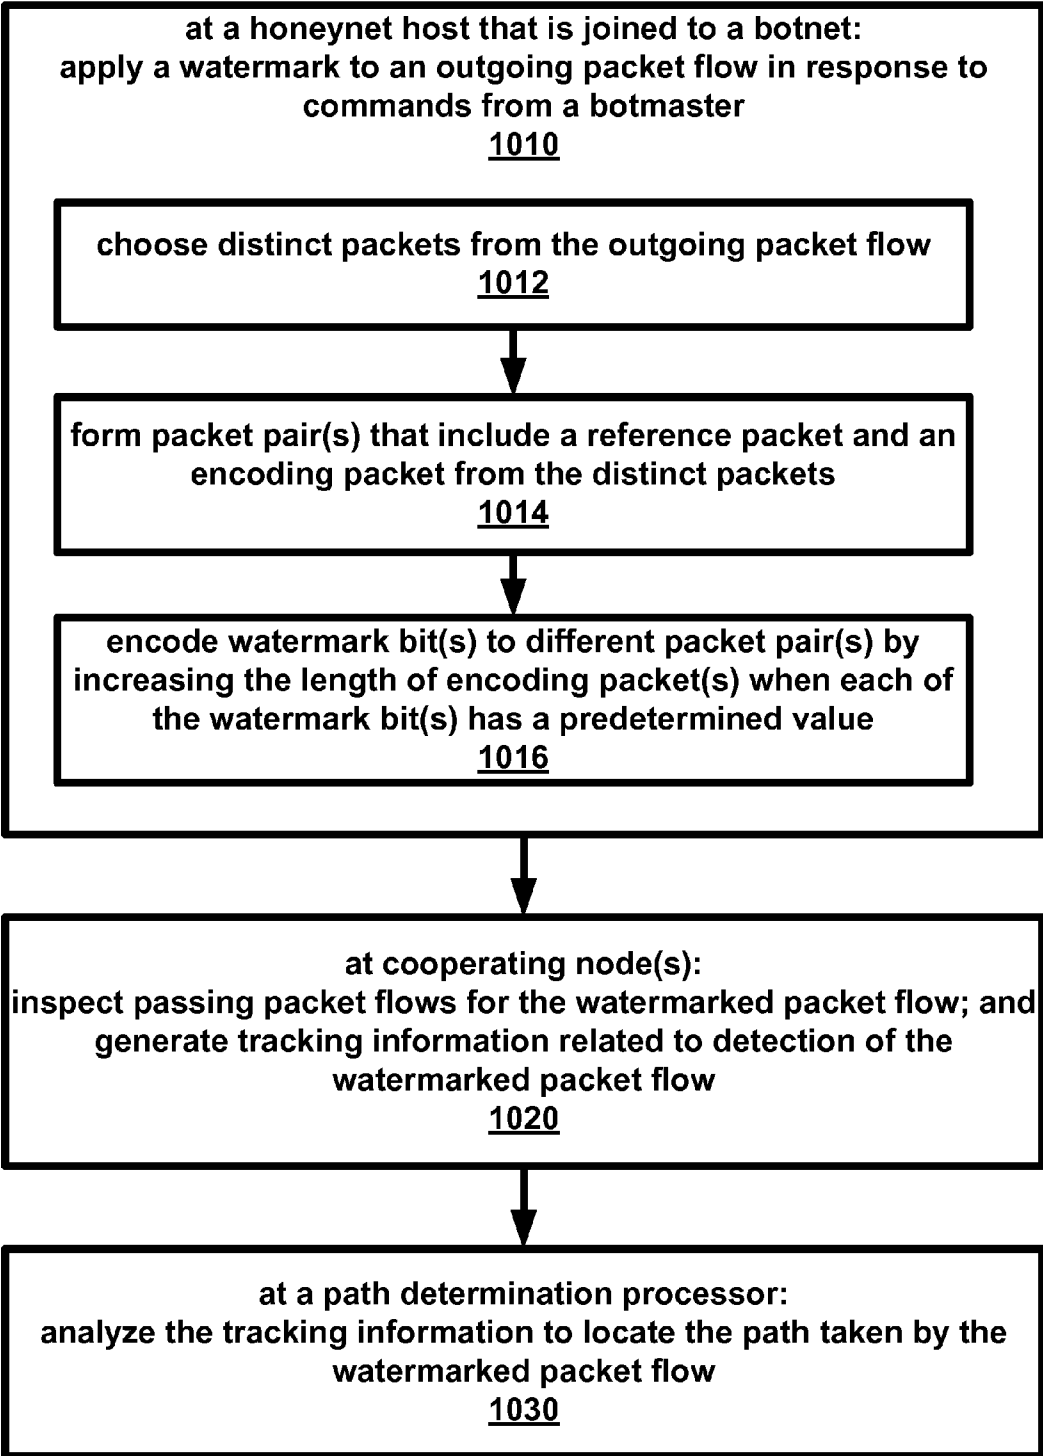 at a honeynet host that is joined to a botnet:
apply a watermark to an outgoing packet flow in response to
commands from a botmaster
1010
choose distinct packets from the outgoing packet flow
1012
form packet pair(s) that include a reference packet and an
encoding packet from the distinct packets
1014
encode watermark bit(s) to different packet pair(s) by
increasing the length of encoding packet(s) when each of
the watermark bit(s) has a predetermined value
1016
at cooperating node(s):
inspect passing packet flows for the watermarked packet flow; and
generate tracking information related to detection of the
watermarked packet flow
1020
at a path determination processor:
analyze the tracking information to locate the path taken by the
watermarked packet flow
1030